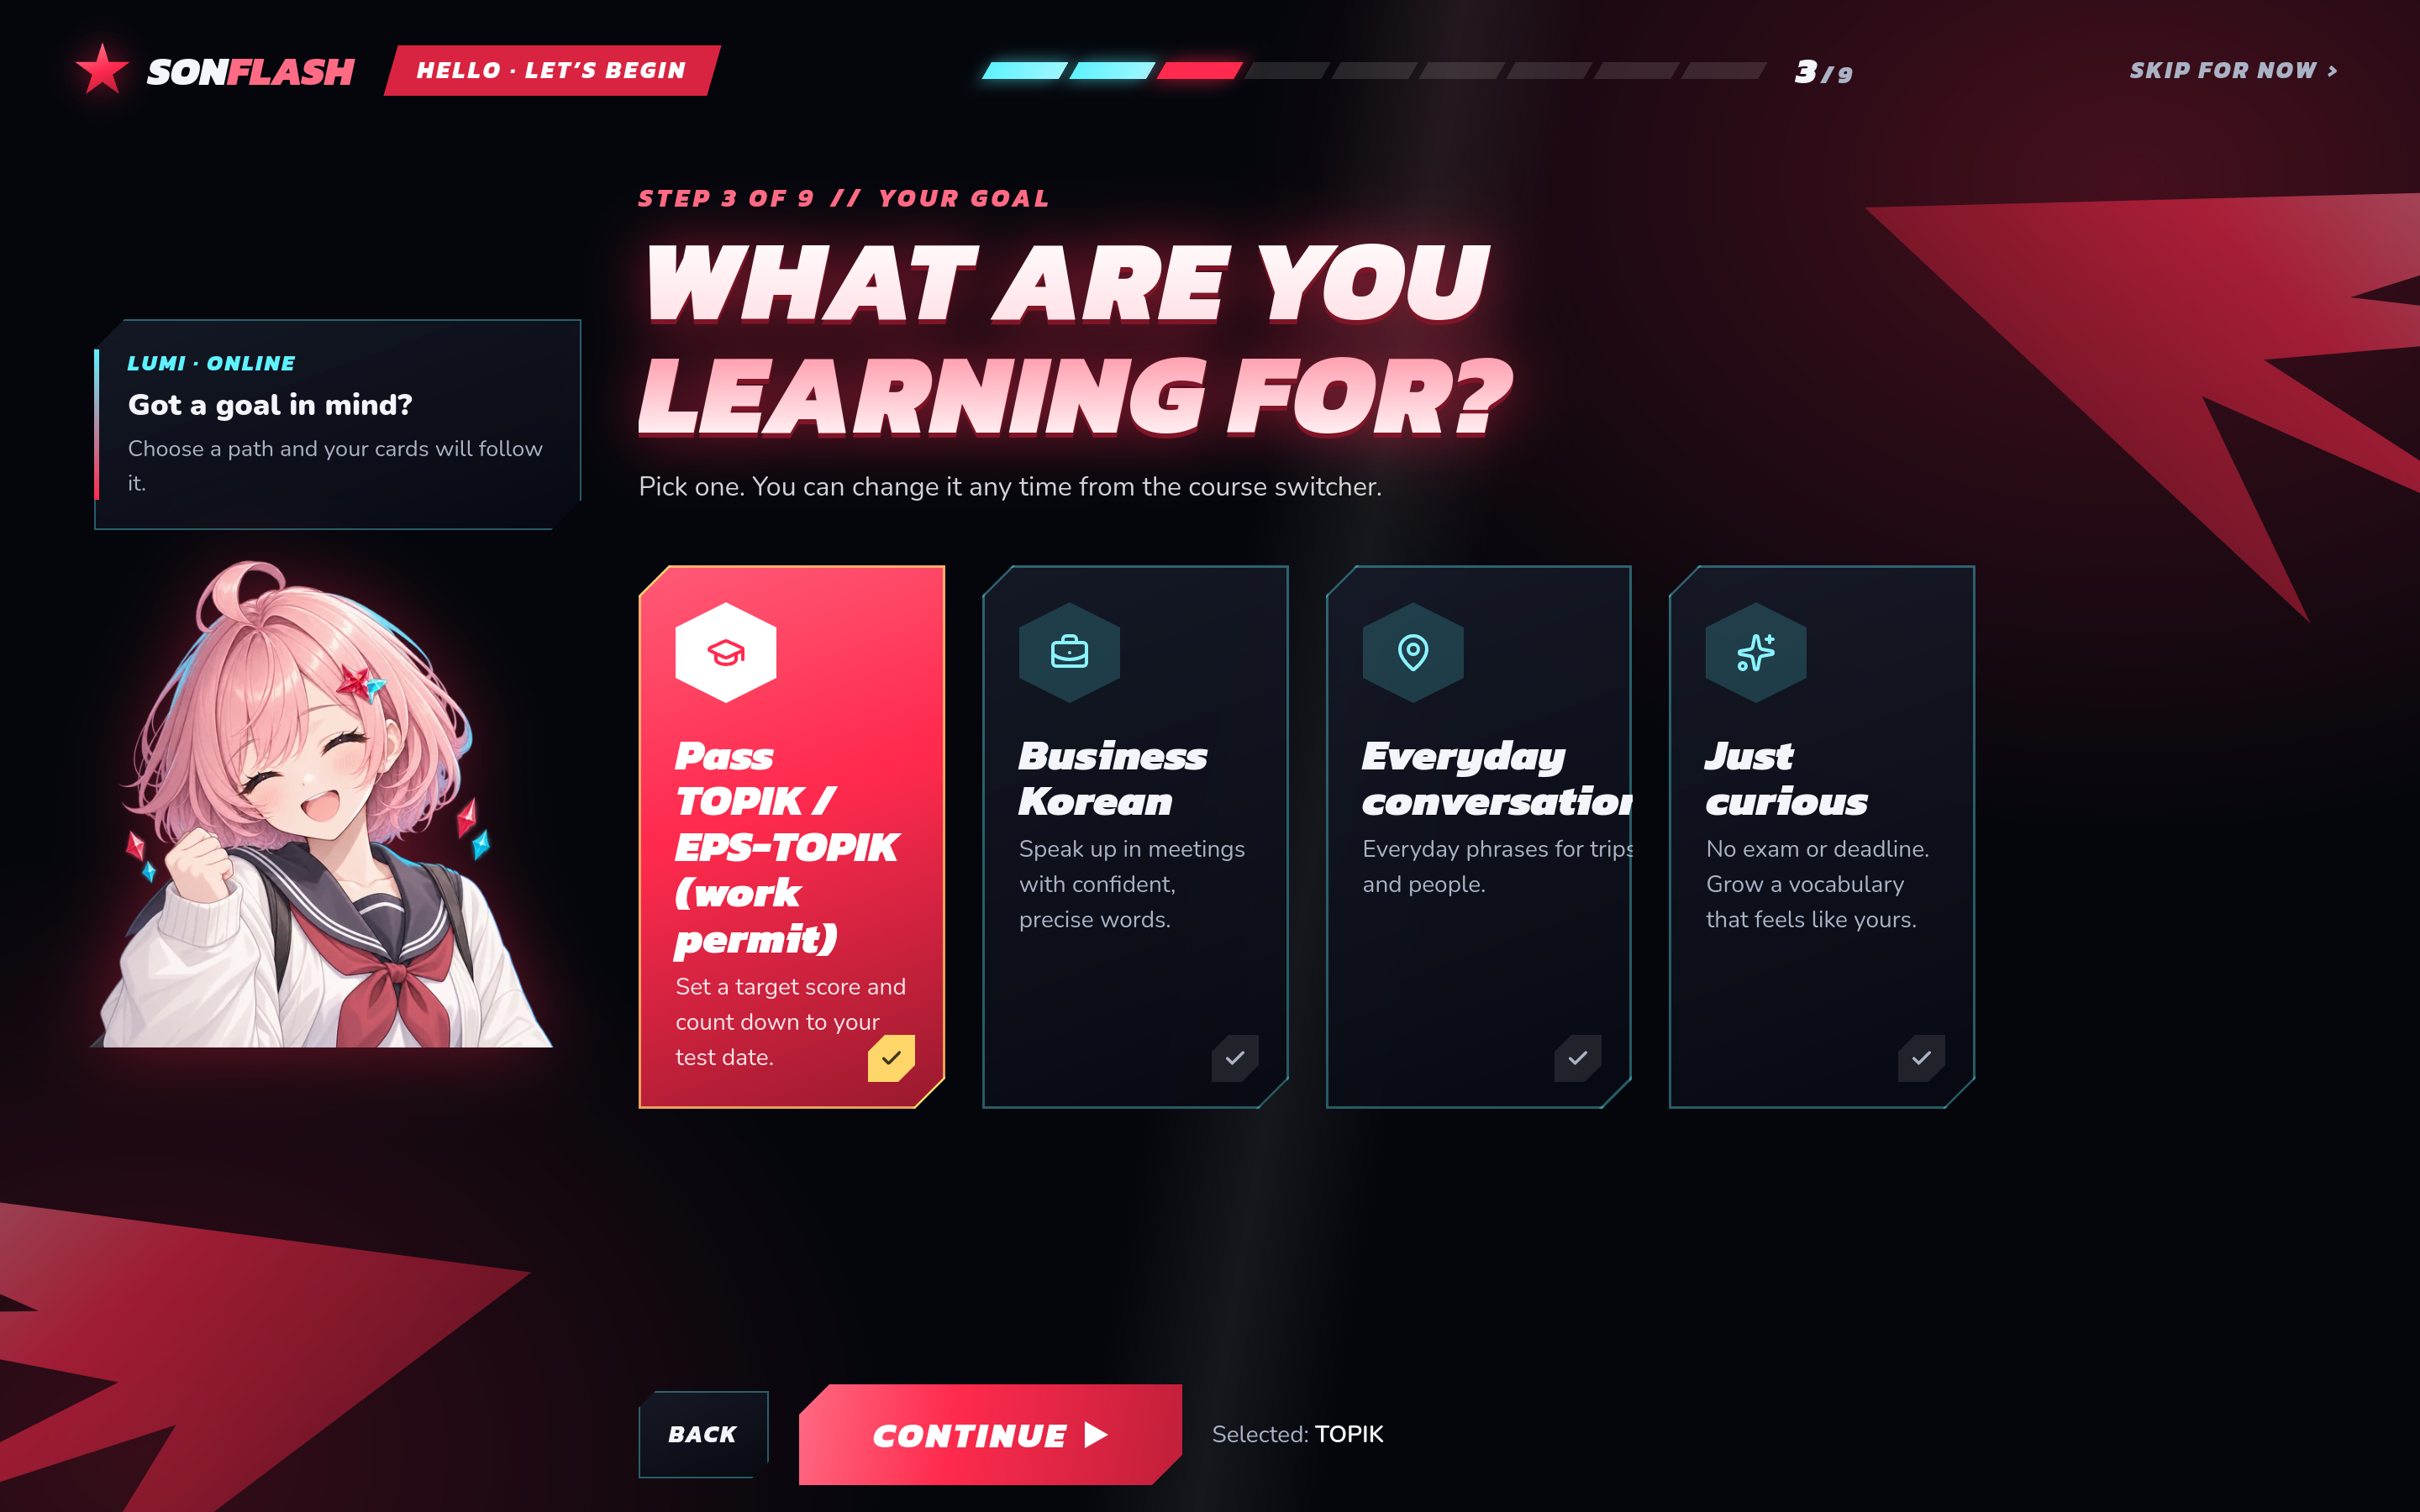 SONFLASH
HELLO · LET'S BEGIN
3 / 9
SKIP FOR NOW ›
STEP 3 OF 9 // YOUR GOAL
WHAT ARE YOU
LEARNING FOR?
Pick one. You can change it any time from the course switcher.
LUMI · ONLINE
Got a goal in mind?
Choose a path and your cards will follow
it.
Pass
TOPIK /
EPS-TOPIK
(work
permit)
Set a target score and
count down to your
test date.
Business
Korean
Speak up in meetings
with confident,
precise words.
Everyday
conversation
Everyday phrases for trips
and people.
Just
curious
No exam or deadline.
Grow a vocabulary
that feels like yours.
BACK
CONTINUE
Selected: TOPIK